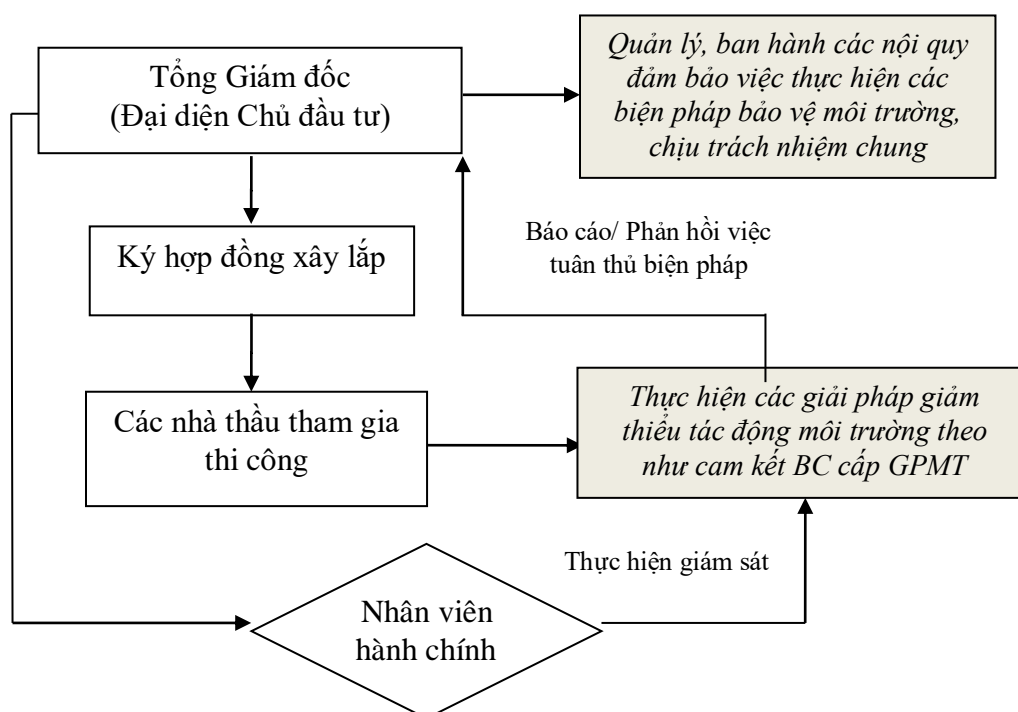 Tổng Giám đốc
(Đại diện Chủ đầu tư)
Quản lý, ban hành các nội quy
đảm bảo việc thực hiện các
biện pháp bảo vệ môi trường,
chịu trách nhiệm chung
Ký hợp đồng xây lắp
Báo cáo/ Phản hồi việc
tuân thủ biện pháp
Các nhà thầu tham gia
thi công
Thực hiện các giải pháp giảm
thiểu tác động môi trường theo
như cam kết BC cấp GPMT
Thực hiện giám sát
Nhân viên
hành chính